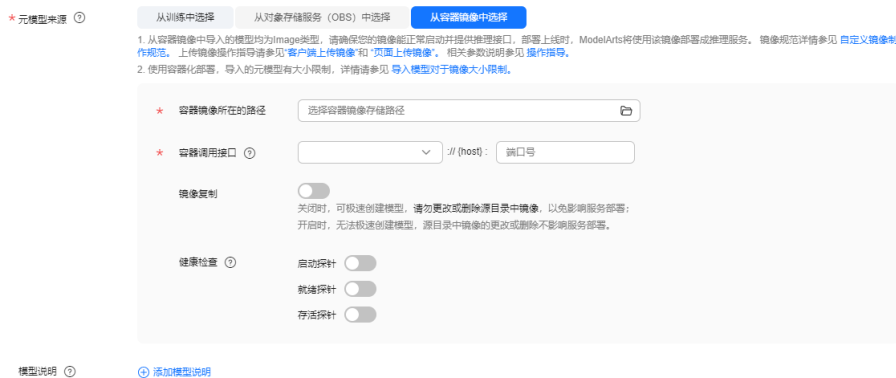 * 元模型来源 ? 从训练中选择 从对象存储服务（OBS）中选择 从容器镜像中选择
1. 从容器镜像中导入的模型均为Image类型，请确保您的镜像能正常启动并提供推理接口，部署上线时，ModelArts将使用该镜像部署成推理服务。 镜像规范详情参见 自定义镜像制
作规范。 上传镜像操作指导请参见“客户端上传镜像”和 “页面上传镜像”。 相关参数说明参见 操作指导。
2. 使用容器化部署，导入的元模型有大小限制，详情请参见 导入模型对于镜像大小限制。
* 容器镜像所在的路径 选择容器镜像存储路径
* 容器调用接口 ? :// {host} : 端口号
镜像复制
关闭时，可极速创建模型，请勿更改或删除源目录中镜像，以免影响服务部署；
开启时，无法极速创建模型，源目录中镜像的更改或删除不影响服务部署。
健康检查 ? 启动探针
就绪探针
存活探针
模型说明 ? 添加模型说明